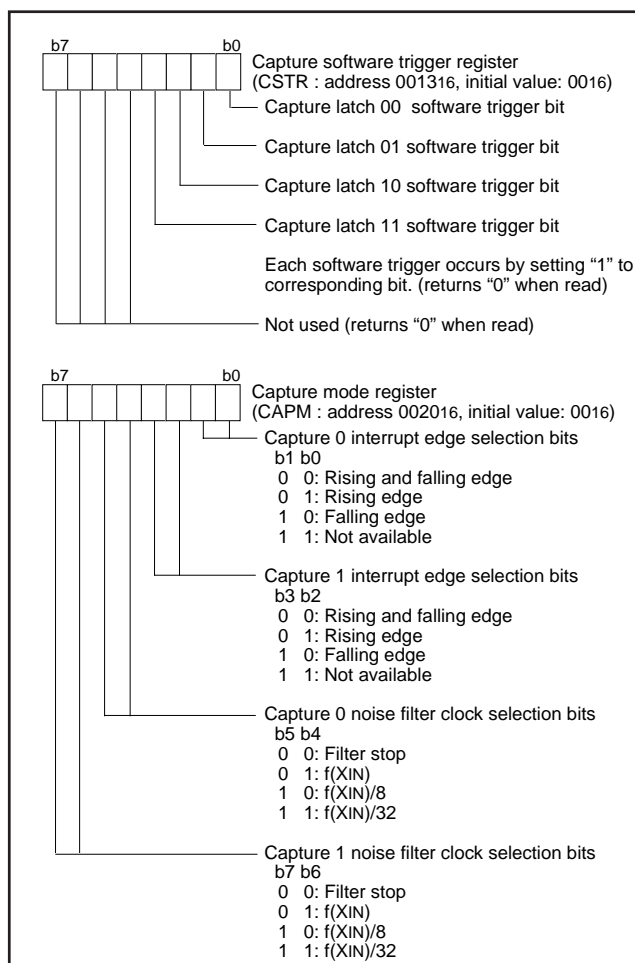 b7 b0
Capture software trigger register
(CSTR : address 001316, initial value: 0016)
Capture latch 00 software trigger bit
Capture latch 01 software trigger bit
Capture latch 10 software trigger bit
Capture latch 11 software trigger bit
Each software trigger occurs by setting “1” to
corresponding bit. (returns “0” when read)
Not used (returns “0” when read)
b7 b0
Capture mode register
(CAPM : address 002016, initial value: 0016)
Capture 0 interrupt edge selection bits
b1 b0
0 0: Rising and falling edge
0 1: Rising edge
1 0: Falling edge
1 1: Not available
Capture 1 interrupt edge selection bits
b3 b2
0 0: Rising and falling edge
0 1: Rising edge
1 0: Falling edge
1 1: Not available
Capture 0 noise filter clock selection bits
b5 b4
0 0: Filter stop
0 1: f(XIN)
1 0: f(XIN)/8
1 1: f(XIN)/32
Capture 1 noise filter clock selection bits
b7 b6
0 0: Filter stop
0 1: f(XIN)
1 0: f(XIN)/8
1 1: f(XIN)/32